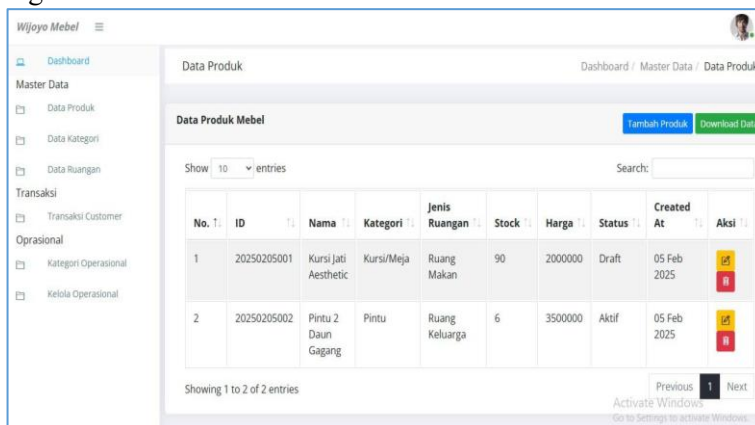 Wijoyo Mebel
Dashboard
Master Data
Data Produk
Data Kategori
Data Ruangan
Transaksi
Transaksi Customer
Oprasional
Kategori Operasional
Kelola Operasional
Data Produk
Dashboard / Master Data / Data Produk
Data Produk Mebel
Tambah Produk
Download Data
Show 10 entries
Search:
No. ID Nama Kategori Jenis Ruangan Stock Harga Status Created At Aksi
1 20250205001 Kursi Jati Aesthetic Kursi/Meja Ruang Makan 90 2000000 Draft 05 Feb 2025
2 20250205002 Pintu 2 Daun Gagang Pintu Ruang Keluarga 6 3500000 Aktif 05 Feb 2025
Showing 1 to 2 of 2 entries
Previous 1 Next
Activate Windows
Go to Settings to activate Windows.